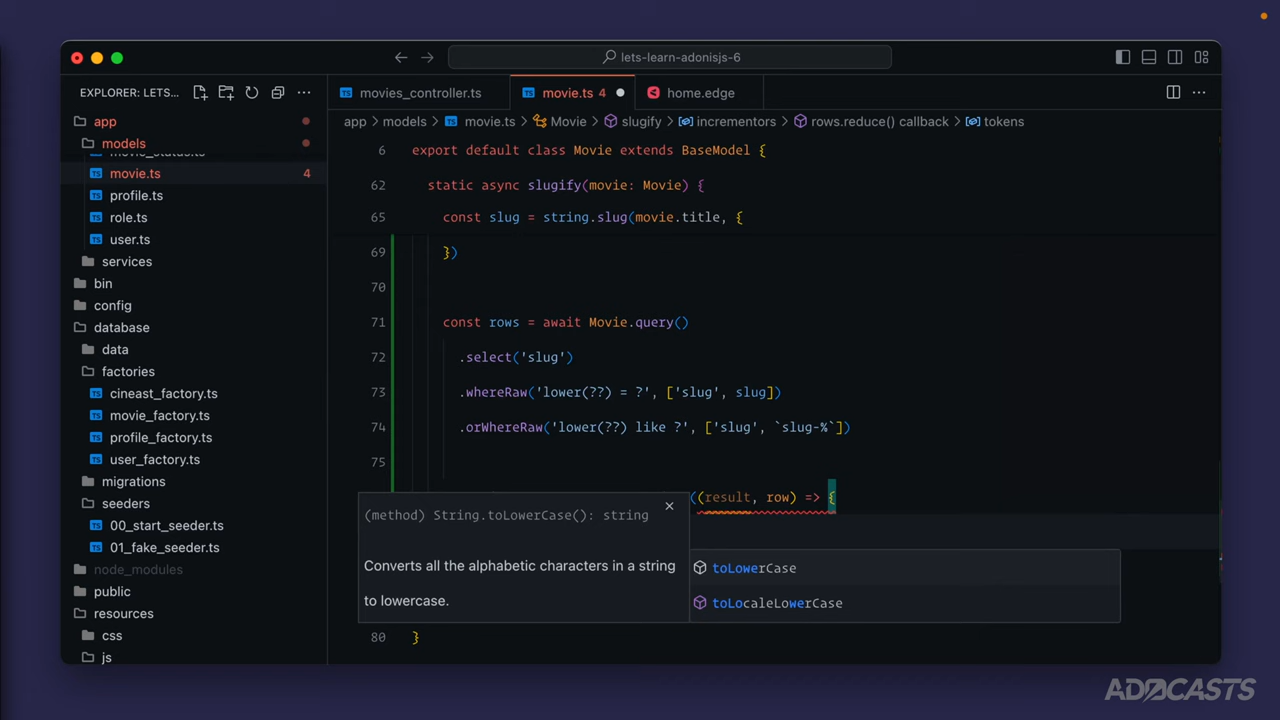 lets-learn-adonisjs-6
EXPLORER: LETS...
movies_controller.ts
movie.ts 4
home.edge
app > models > movie.ts > Movie > slugify > incrementors > rows.reduce() callback > tokens
app
models
movie.ts 4
profile.ts
role.ts
user.ts
services
bin
config
database
data
factories
cineast_factory.ts
movie_factory.ts
profile_factory.ts
user_factory.ts
migrations
seeders
00_start_seeder.ts
01_fake_seeder.ts
node_modules
public
resources
css
js
6 export default class Movie extends BaseModel {
62 static async slugify(movie: Movie) {
65 const slug = string.slug(movie.title, {
69 })
70
71 const rows = await Movie.query()
72 .select('slug')
73 .whereRaw('lower(??) = ?', ['slug', slug])
74 .orWhereRaw('lower(??) like ?', ['slug', `slug-%`])
75
((result, row) => {
(method) String.toLowerCase(): string
Converts all the alphabetic characters in a string
to lowercase.
toLowerCase
toLocaleLowerCase
80 }
ADOCASTS